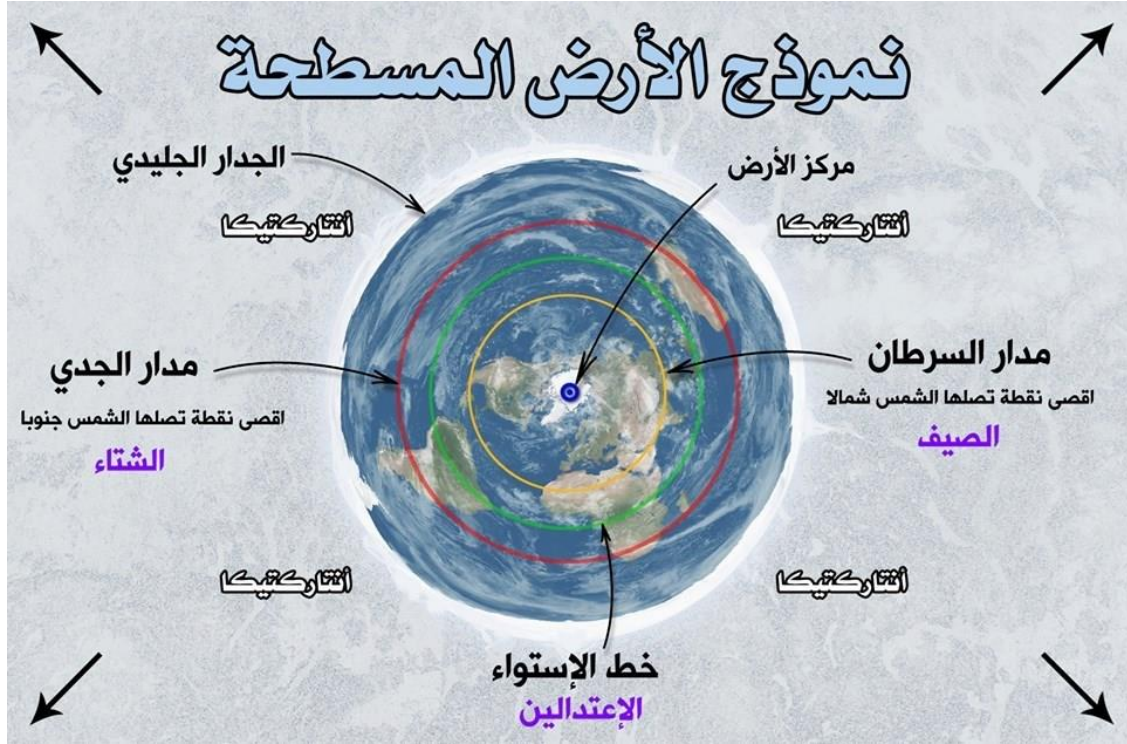 نموذج الأرض المسطحة
مركز الأرض
الجدار الجليدي
أنتاركتيكا
أنتاركتيكا
مدار السرطان
اقصى نقطة تصلها الشمس شمالا
الصيف
مدار الجدي
اقصى نقطة تصلها الشمس جنوبا
الشتاء
أنتاركتيكا
أنتاركتيكا
خط الإستواء
الإعتدالين